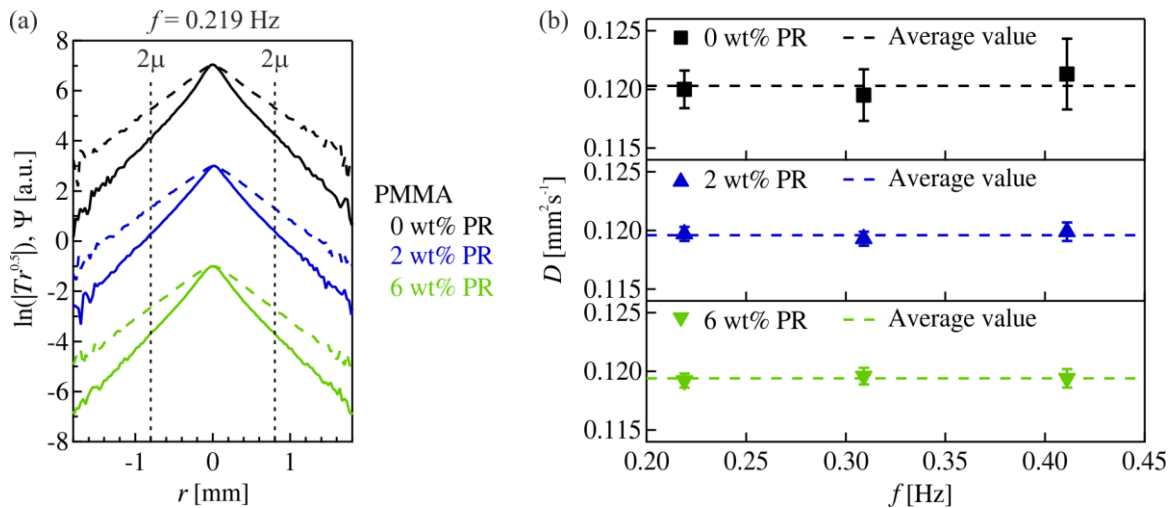 (a)
f = 0.219 Hz
2μ 2μ
8
6
4
2
0
-2
-4
-6
-8
ln(|Tr^0.5|), Ψ [a.u.]
-1 0 1
r [mm]
PMMA
0 wt% PR
2 wt% PR
6 wt% PR
(b)
0 wt% PR Average value
2 wt% PR Average value
6 wt% PR Average value
0.125
0.120
0.115
0.125
0.120
0.115
0.125
0.120
0.115
D [mm²s⁻¹]
0.20 0.25 0.30 0.35 0.40 0.45
f [Hz]